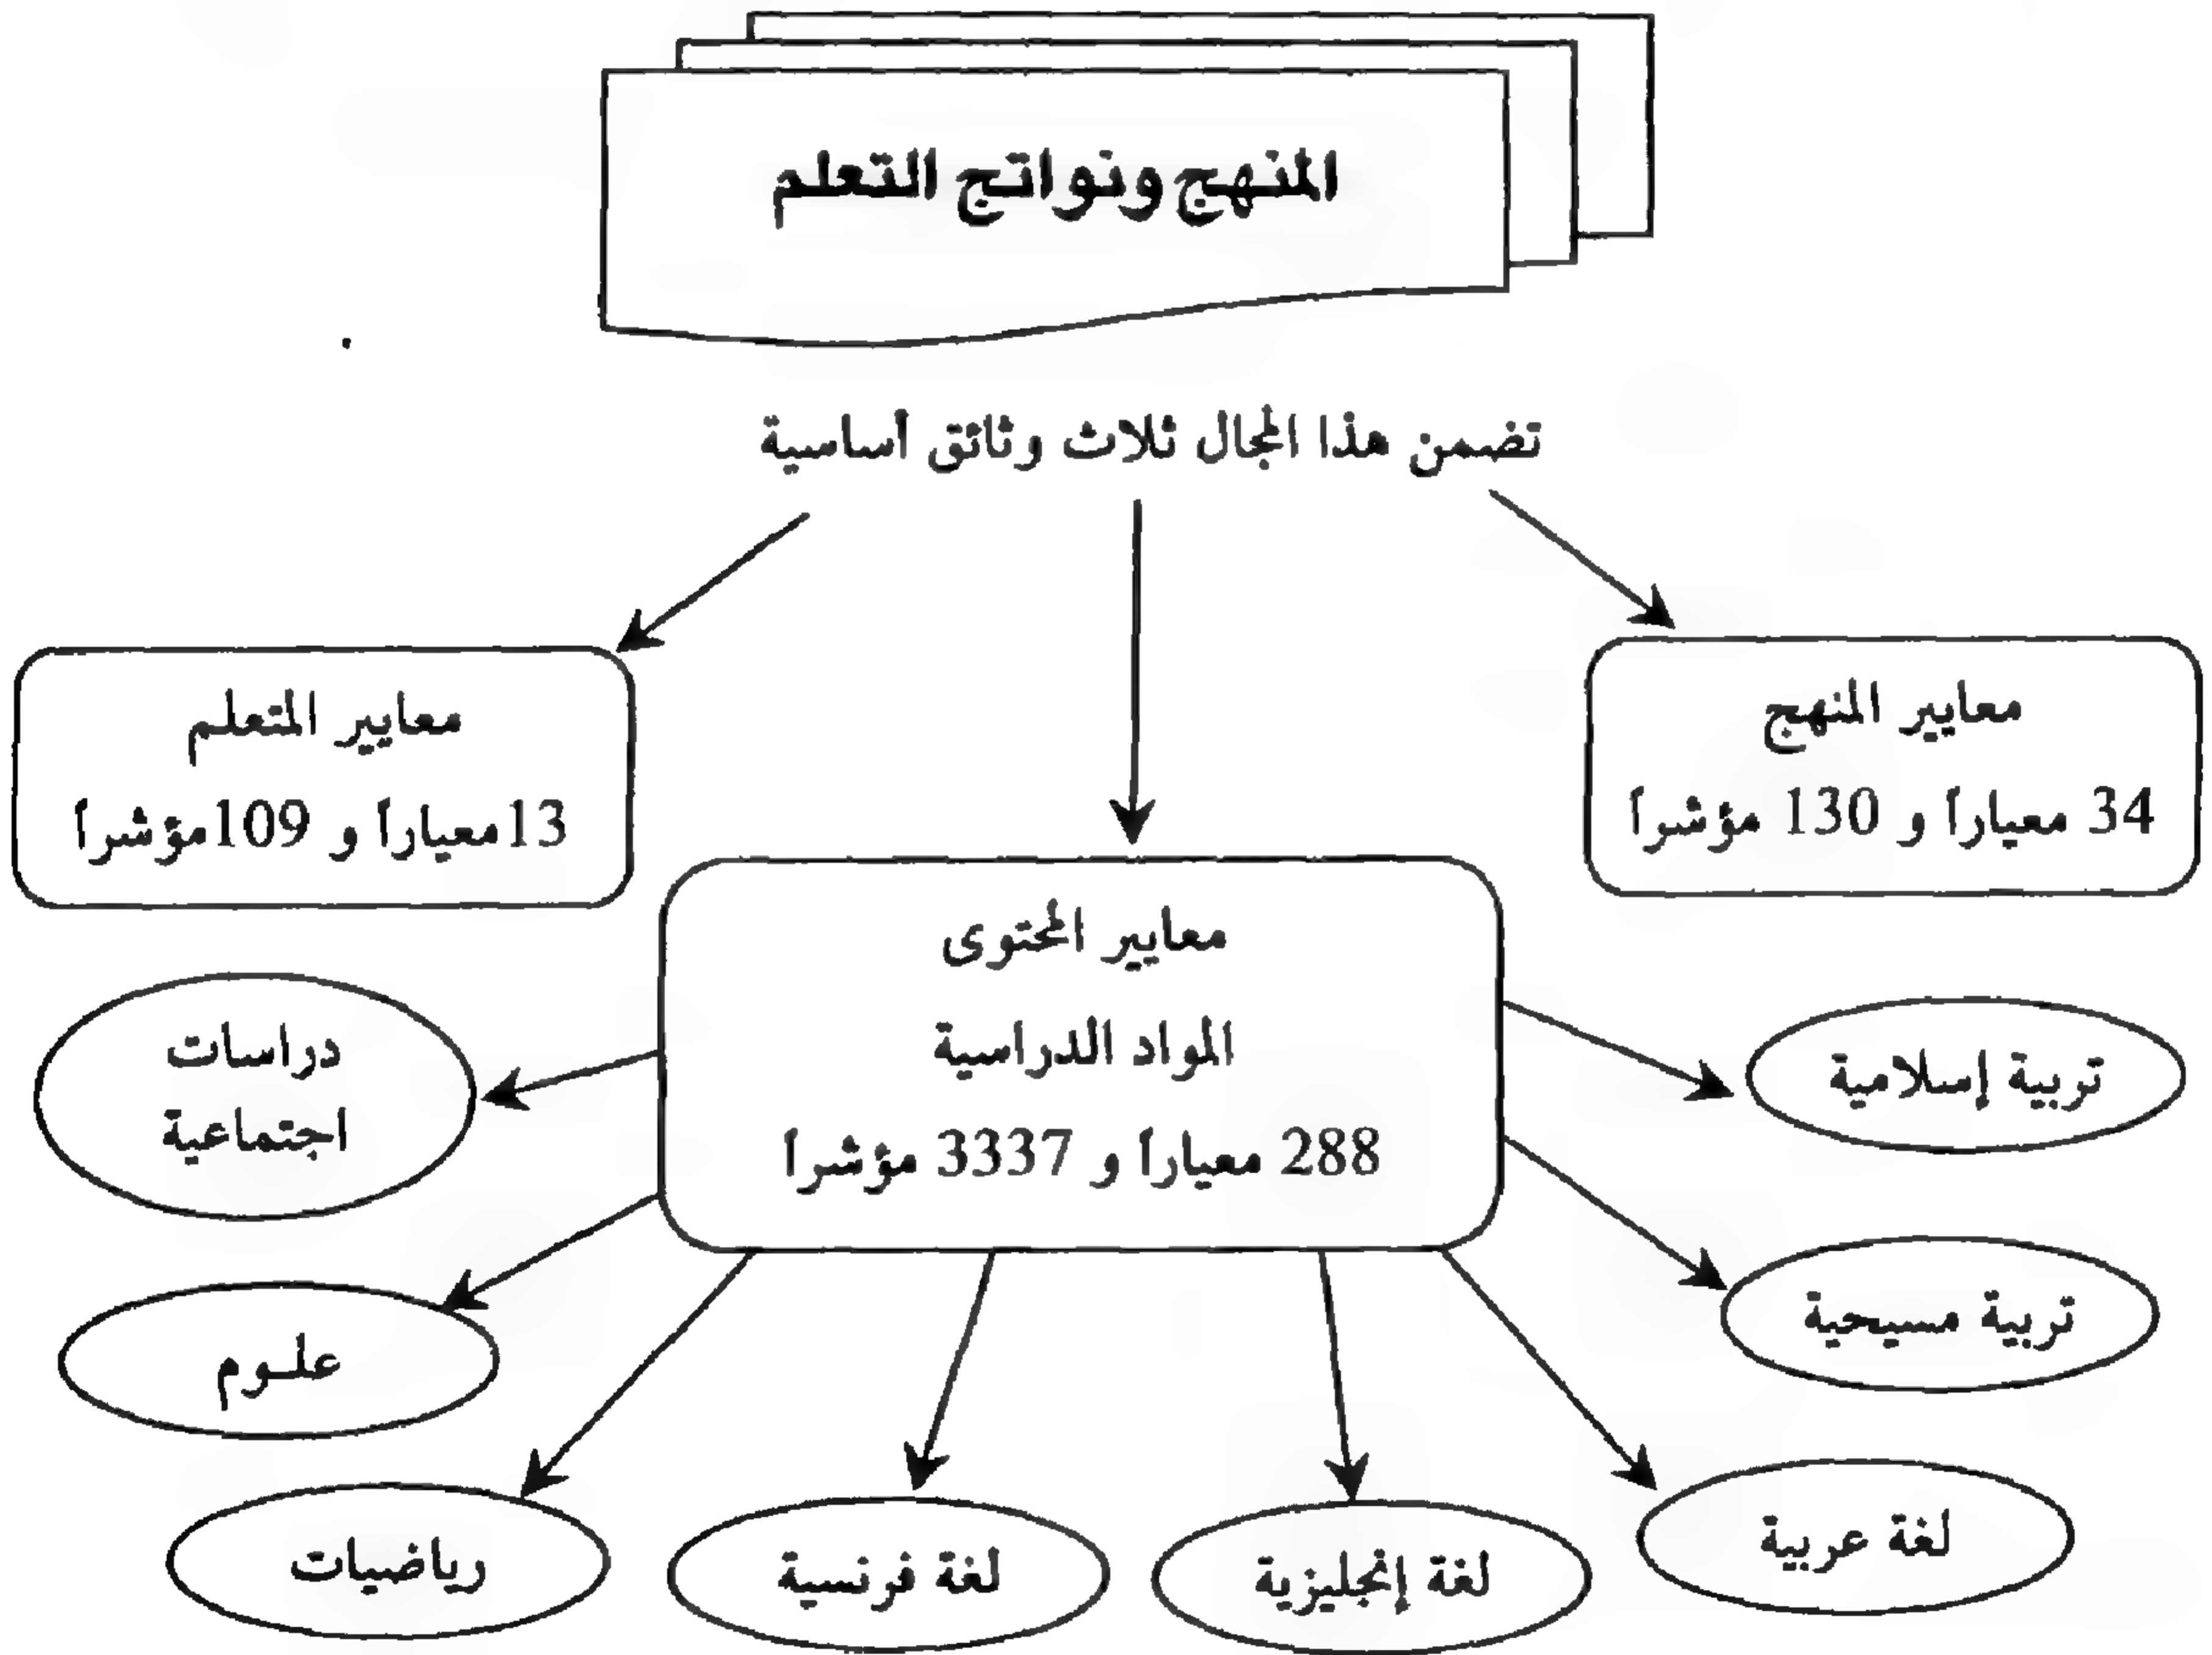 المنهج ونواتج التعلم
تضمن هذا المجال ثلاث وثائق أساسية
معايير المنهج
34 معيارا و 130 مؤشرا
معايير المتعلم
13معيارا و 109مؤشرا
معايير المحتوى
المواد الدراسية
288 معيارا و 3337 مؤشرا
تربية إسلامية
تربية مسيحية
لغة عربية
لغة إنجليزية
لغة فرنسية
رياضيات
علوم
دراسات
اجتماعية